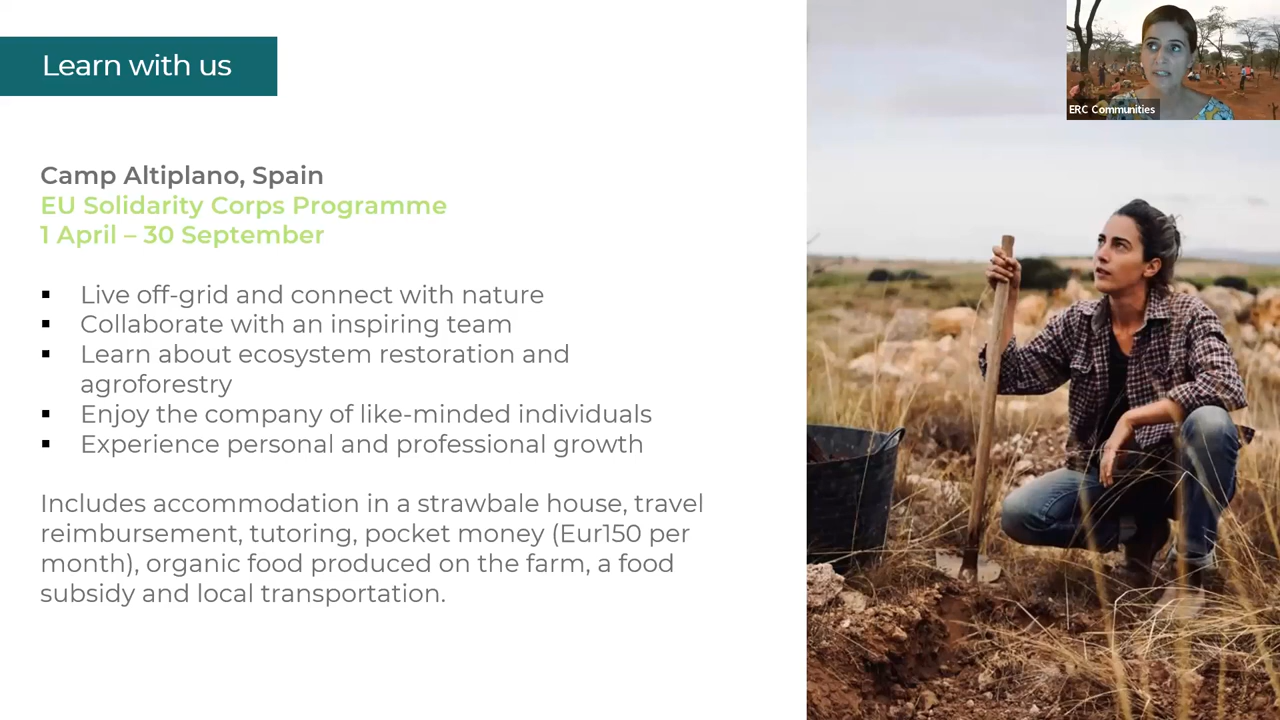 Learn with us
ERC Communities
Camp Altiplano, Spain
EU Solidarity Corps Programme
1 April – 30 September
▪ Live off-grid and connect with nature
▪ Collaborate with an inspiring team
▪ Learn about ecosystem restoration and
agroforestry
▪ Enjoy the company of like-minded individuals
▪ Experience personal and professional growth
Includes accommodation in a strawbale house, travel
reimbursement, tutoring, pocket money (Eur150 per
month), organic food produced on the farm, a food
subsidy and local transportation.